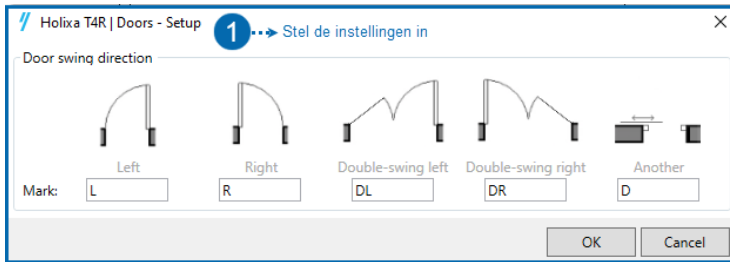 Holixa T4R | Doors - Setup
1 Stel de instellingen in
Door swing direction
Left Right Double-swing left Double-swing right Another
Mark: L R DL DR D
OK Cancel